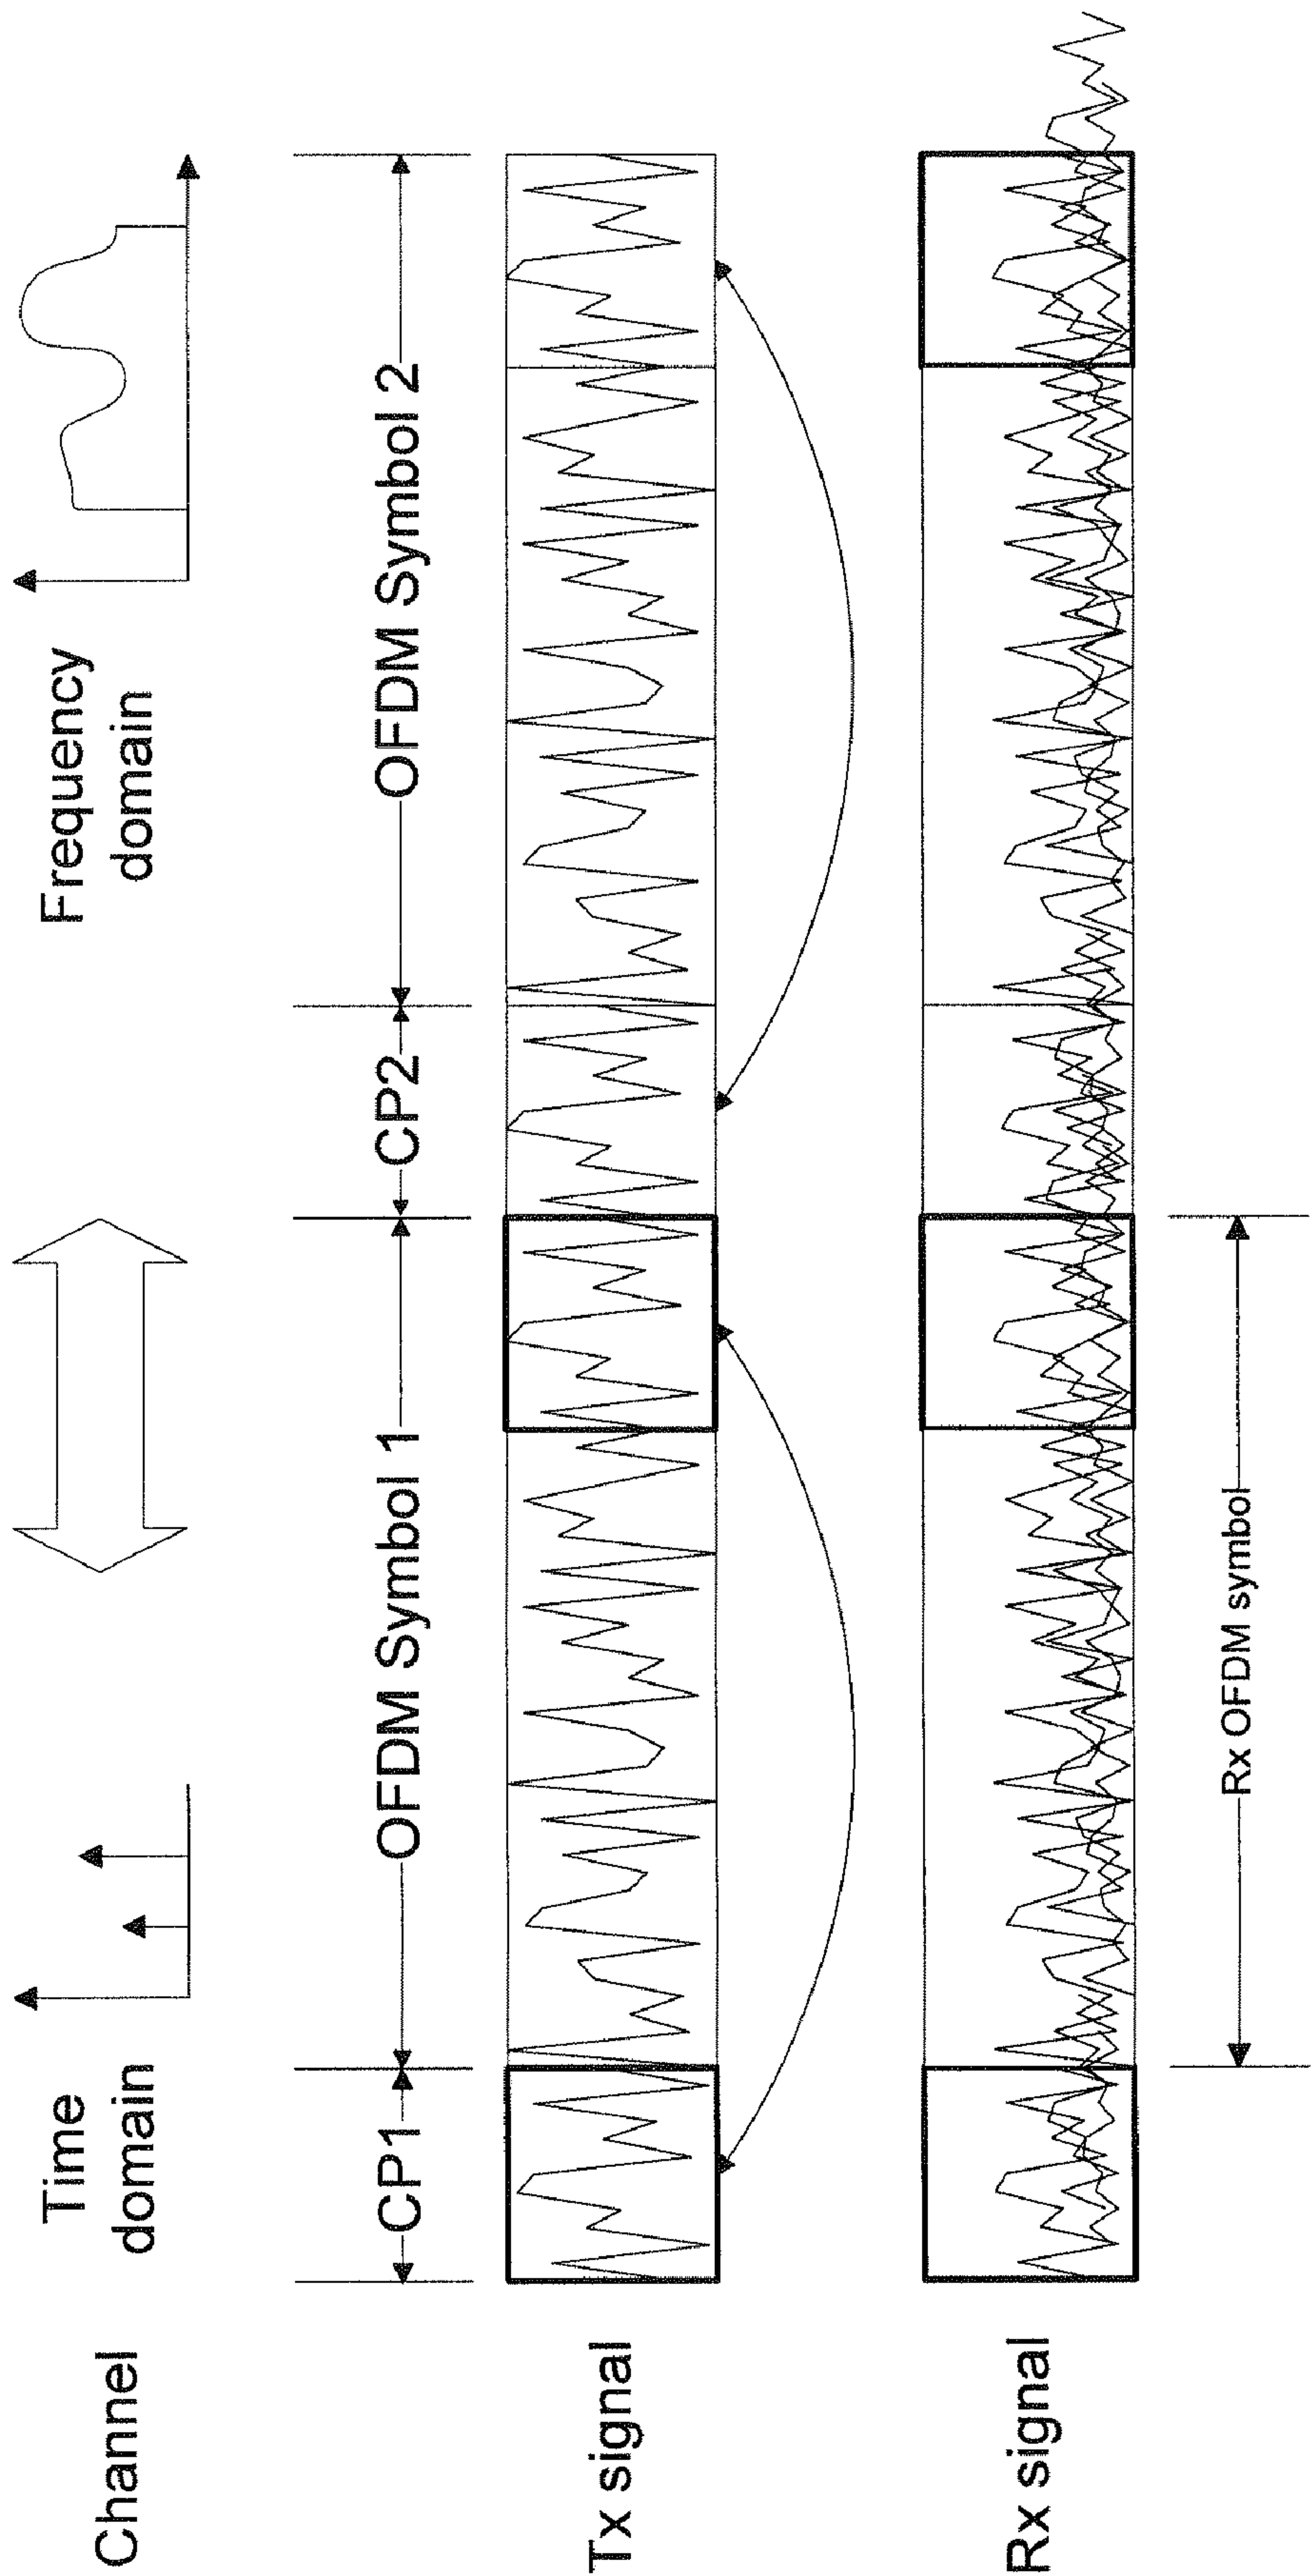 Channel
Time
domain
Frequency
domain
CP1
OFDM Symbol 1
CP2
OFDM Symbol 2
Tx signal
Rx signal
Rx OFDM symbol